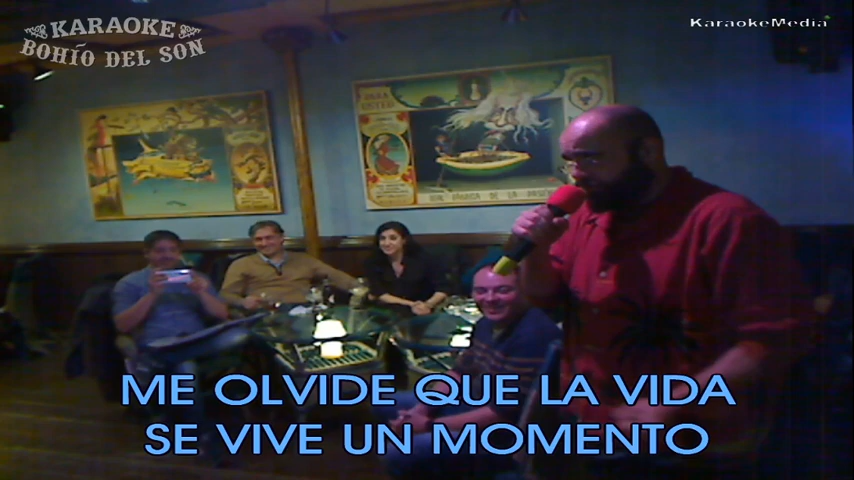 KARAOKE
BOHÍO DEL SON
KaraokeMedia
ME OLVIDE QUE LA VIDA
SE VIVE UN MOMENTO